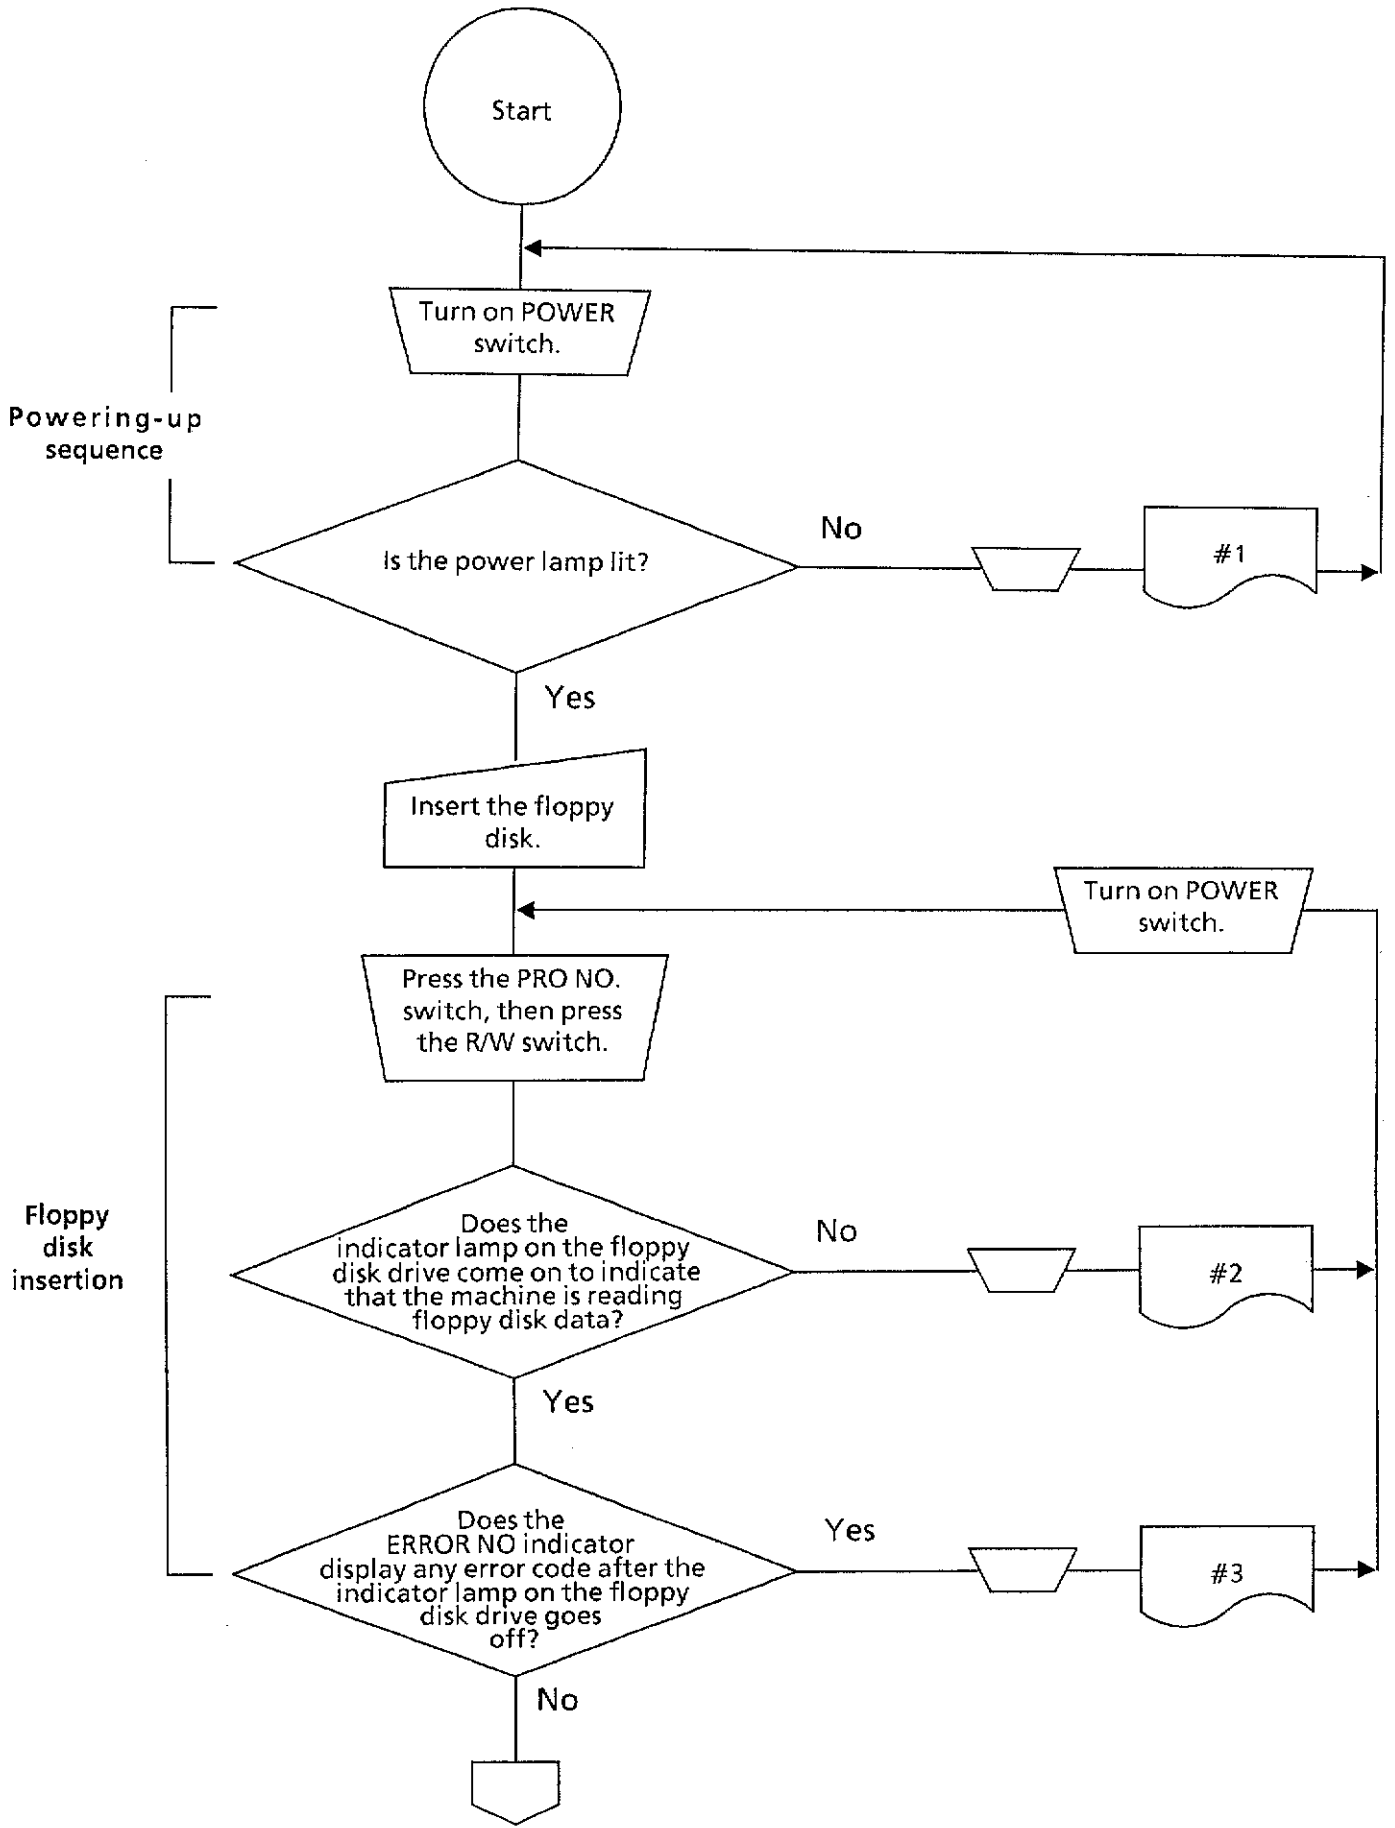 Start
Turn on POWER
switch.
Powering-up
sequence
Is the power lamp lit?
No
#1
Yes
Insert the floppy
disk.
Turn on POWER
switch.
Press the PRO NO.
switch, then press
the R/W switch.
Floppy
disk
insertion
Does the
indicator lamp on the floppy
disk drive come on to indicate
that the machine is reading
floppy disk data?
No
#2
Yes
Does the
ERROR NO indicator
display any error code after the
indicator lamp on the floppy
disk drive goes
off?
Yes
#3
No